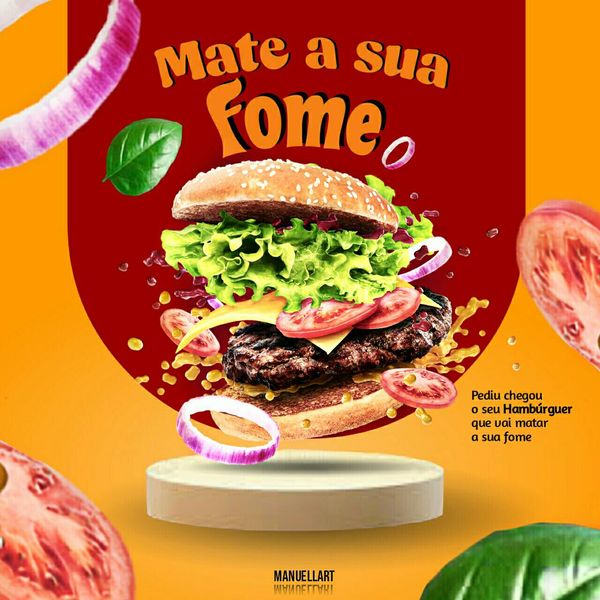 Mate a sua
Fome
Pediu chegou
o seu Hambúrguer
que vai matar
a sua fome
MANUELLART